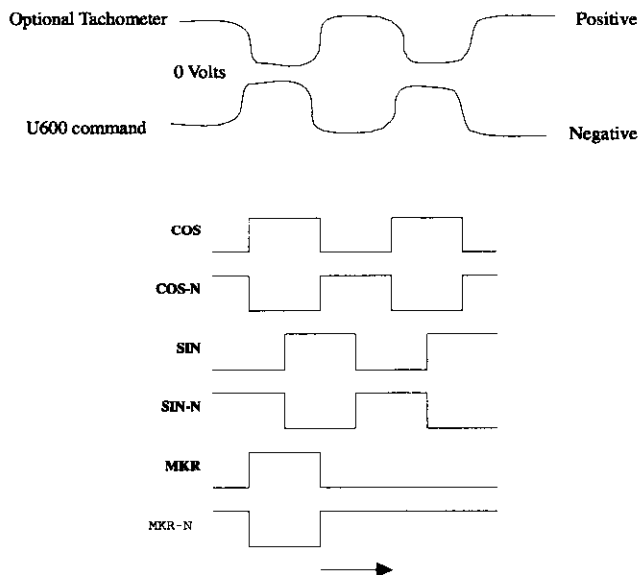 Optional Tachometer
Positive
0 Volts
U600 command
Negative
COS
COS-N
SIN
SIN-N
MKR
MKR-N